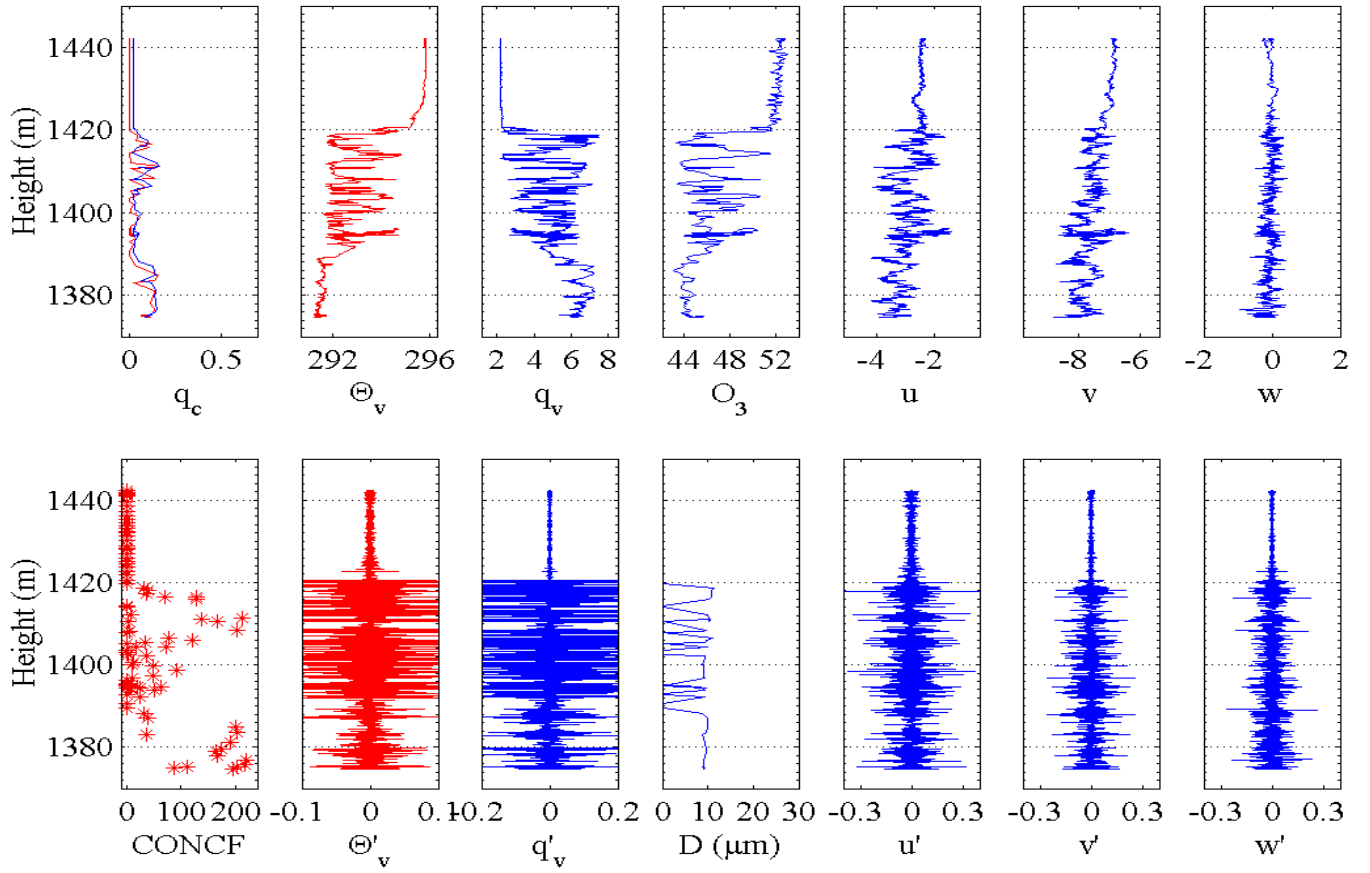 1440
1420
1400
1380
Height (m)
0 0.5
292 296
2 4 6 8
44 48 52
-4 -2
-8 -6
-2 0 2
q_c
Θ_v
q_v
O_3
u
v
w
1440
1420
1400
1380
Height (m)
0 100 200
-0.1 0 0.1
-0.2 0 0.2
0 10 20 30
-0.3 0 0.3
-0.3 0 0.3
-0.3 0 0.3
CONCF
Θ'_v
q'_v
D (μm)
u'
v'
w'